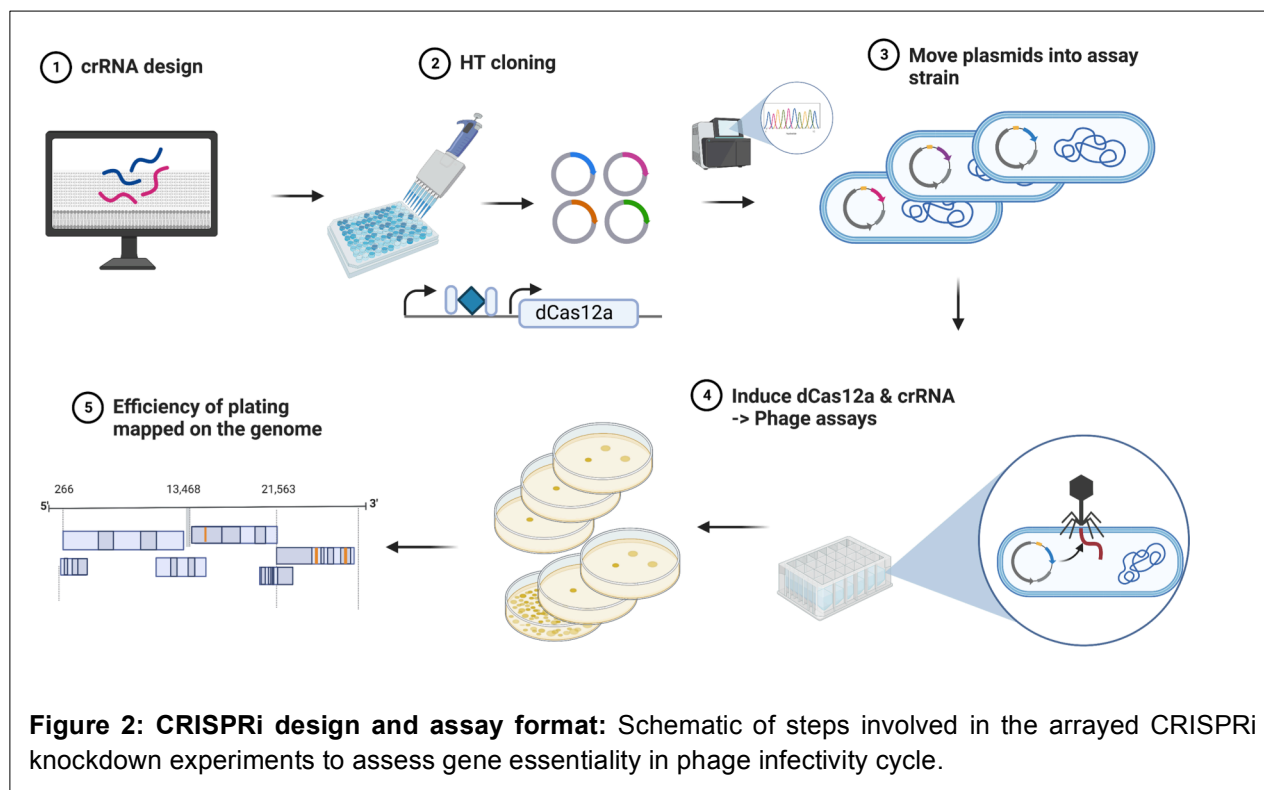 1 crRNA design
2 HT cloning
3 Move plasmids into assay
strain
dCas12a
4 Induce dCas12a & crRNA
-> Phage assays
5 Efficiency of plating
mapped on the genome
266 13,468 21,563
5' 3'
Figure 2: CRISPRi design and assay format: Schematic of steps involved in the arrayed CRISPRi
knockdown experiments to assess gene essentiality in phage infectivity cycle.